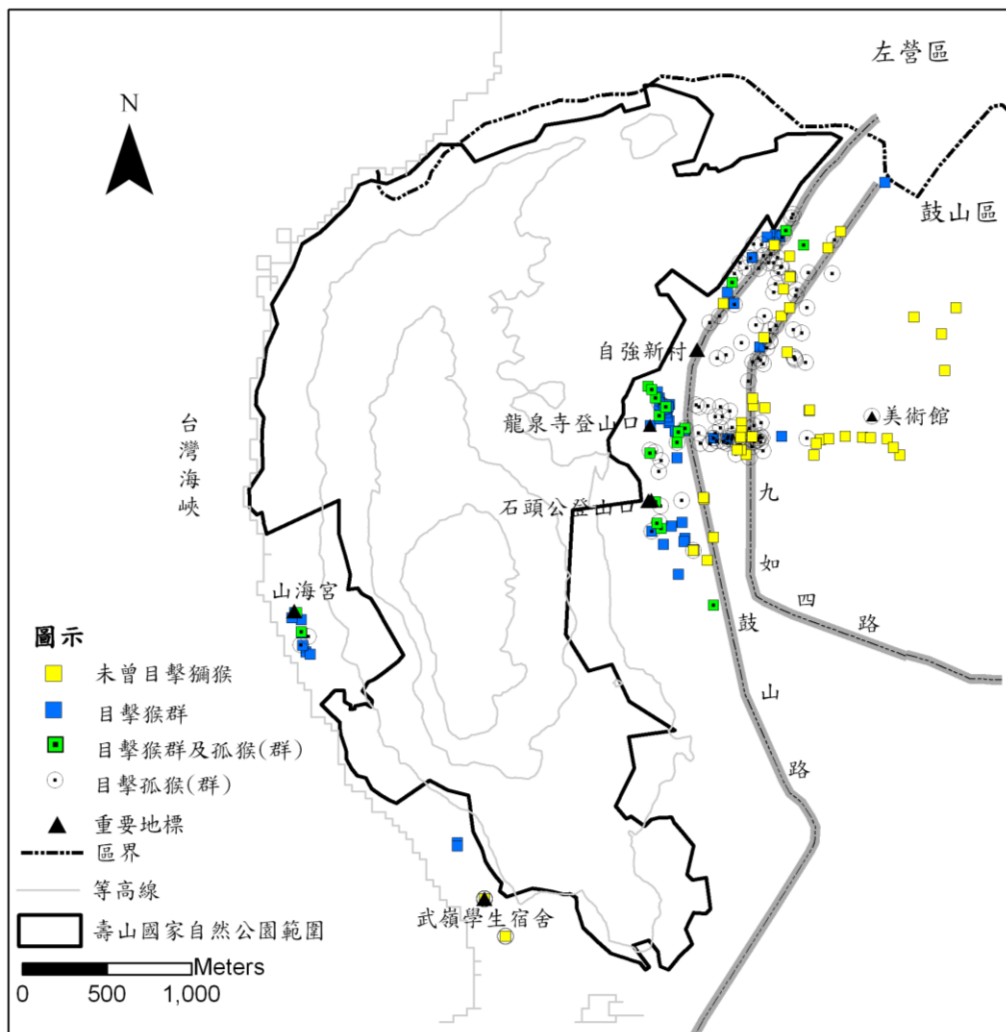 左營區
N
鼓山區
自強新村
美術館
龍泉寺登山口
台灣海峽
石頭公登山口
九如四路
鼓山路
山海宮
圖示
未曾目擊獼猴
目擊猴群
目擊猴群及孤猴(群)
目擊孤猴(群)
重要地標
區界
等高線
壽山國家自然公園範圍
武嶺學生宿舍
Meters
0 500 1,000